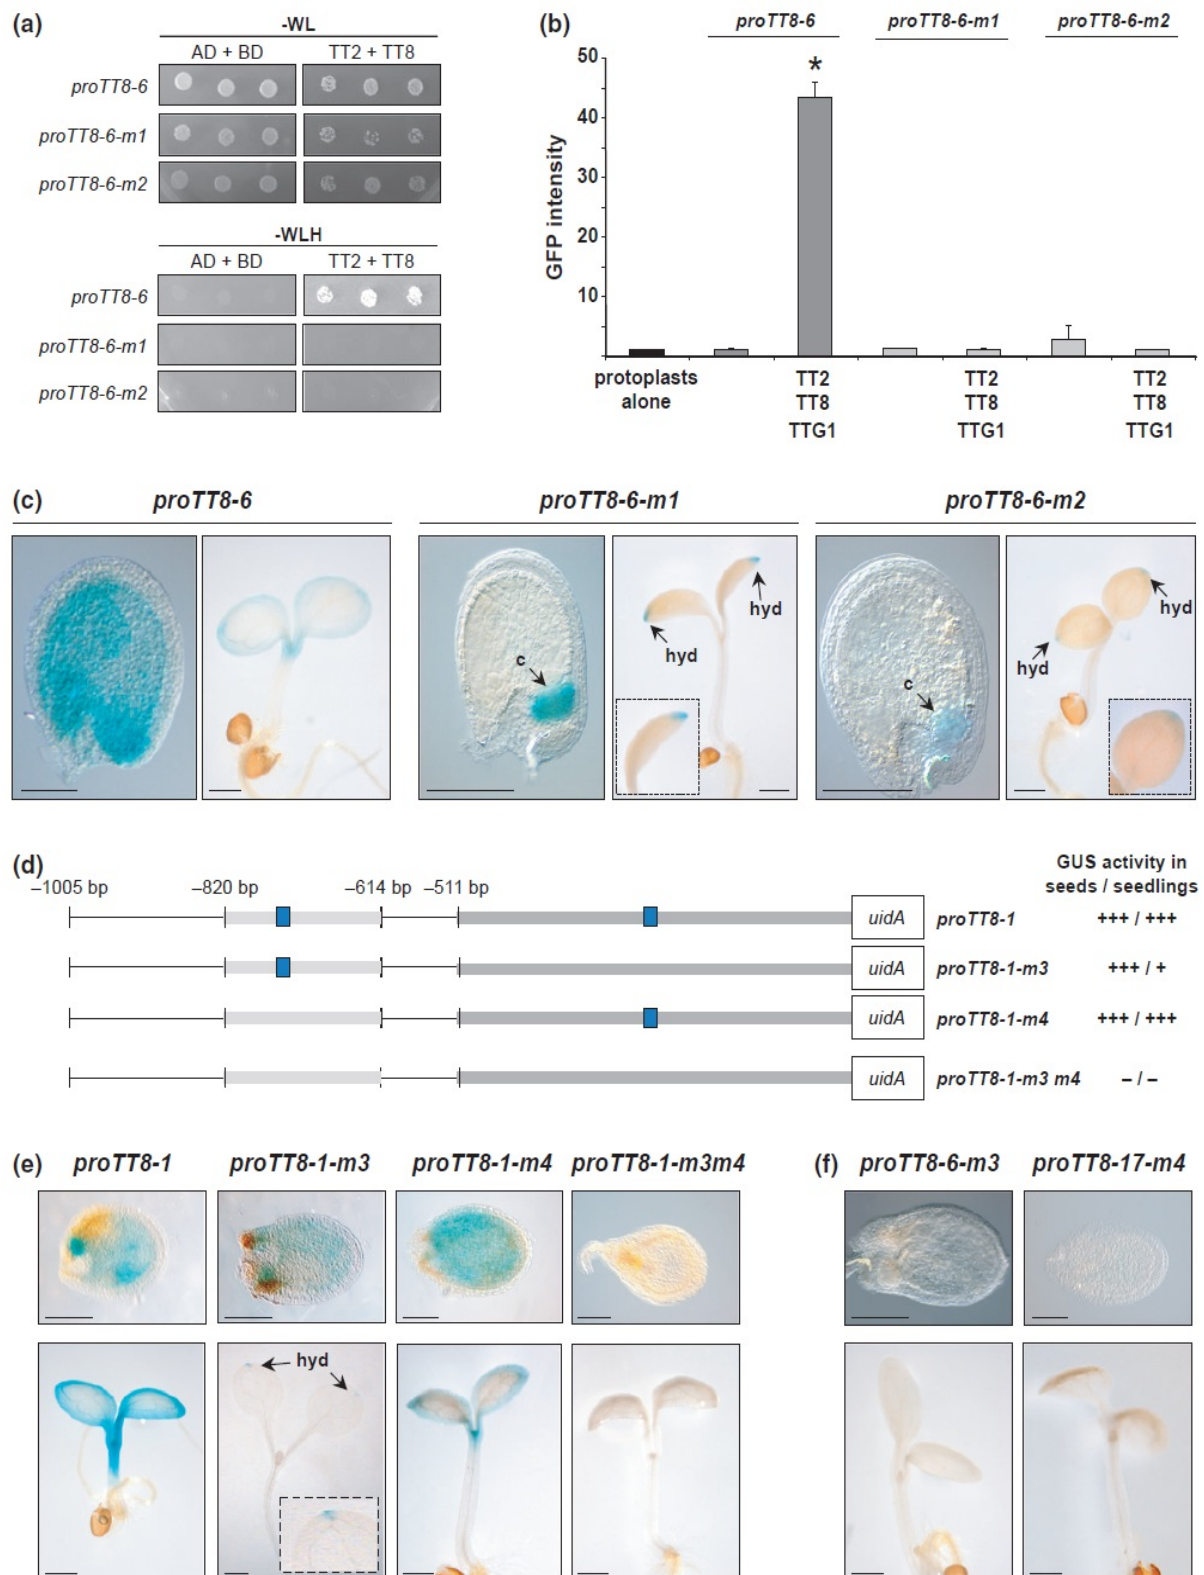 (a)
-WL
AD + BD TT2 + TT8
proTT8-6
proTT8-6-m1
proTT8-6-m2
-WLH
AD + BD TT2 + TT8
proTT8-6
proTT8-6-m1
proTT8-6-m2
(b)
proTT8-6 proTT8-6-m1 proTT8-6-m2
GFP intensity
50
40
30
20
10
*
protoplasts alone
TT2 TT8 TTG1
TT2 TT8 TTG1
TT2 TT8 TTG1
(c)
proTT8-6 proTT8-6-m1 proTT8-6-m2
c
hyd
hyd
c
hyd
hyd
(d)
GUS activity in
seeds / seedlings
–1005 bp –820 bp –614 bp –511 bp
uidA proTT8-1 +++ / +++
uidA proTT8-1-m3 +++ / +
uidA proTT8-1-m4 +++ / +++
uidA proTT8-1-m3 m4 – / –
(e) proTT8-1 proTT8-1-m3 proTT8-1-m4 proTT8-1-m3m4
hyd
(f) proTT8-6-m3 proTT8-17-m4